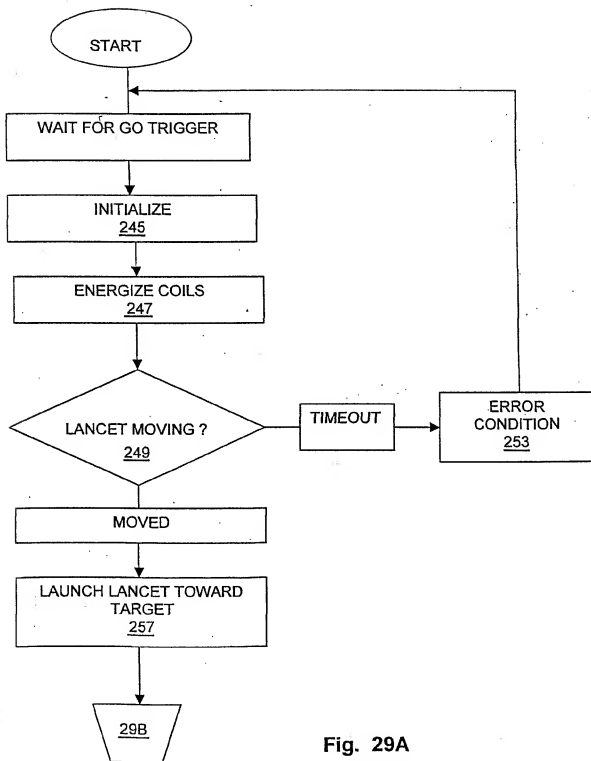 START
WAIT FOR GO TRIGGER
INITIALIZE
245
ENERGIZE COILS
247
LANCET MOVING ?
249
TIMEOUT
ERROR
CONDITION
253
MOVED
LAUNCH LANCET TOWARD
TARGET
257
29B
Fig. 29A